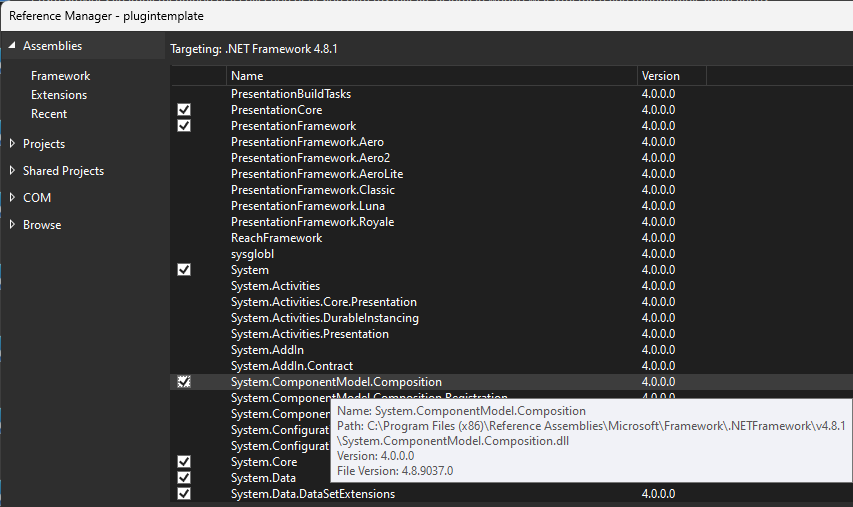 Reference Manager - plugintemplate
Assemblies
Framework
Extensions
Recent
Projects
Shared Projects
COM
Browse
Targeting: .NET Framework 4.8.1
Name Version
PresentationBuildTasks 4.0.0.0
PresentationCore 4.0.0.0
PresentationFramework 4.0.0.0
PresentationFramework.Aero 4.0.0.0
PresentationFramework.Aero2 4.0.0.0
PresentationFramework.AeroLite 4.0.0.0
PresentationFramework.Classic 4.0.0.0
PresentationFramework.Luna 4.0.0.0
PresentationFramework.Royale 4.0.0.0
ReachFramework 4.0.0.0
sysglobl 4.0.0.0
System 4.0.0.0
System.Activities 4.0.0.0
System.Activities.Core.Presentation 4.0.0.0
System.Activities.DurableInstancing 4.0.0.0
System.Activities.Presentation 4.0.0.0
System.AddIn 4.0.0.0
System.AddIn.Contract 4.0.0.0
System.ComponentModel.Composition 4.0.0.0
System.ComponentModel.Composition.Registration 4.0.0.0
System.Componen
System.Configurat
System.Configurat
System.Core
System.Data
System.Data.DataSetExtensions 4.0.0.0
Name: System.ComponentModel.Composition
Path: C:\Program Files (x86)\Reference Assemblies\Microsoft\Framework\.NETFramework\v4.8.1
\System.ComponentModel.Composition.dll
Version: 4.0.0.0
File Version: 4.8.9037.0